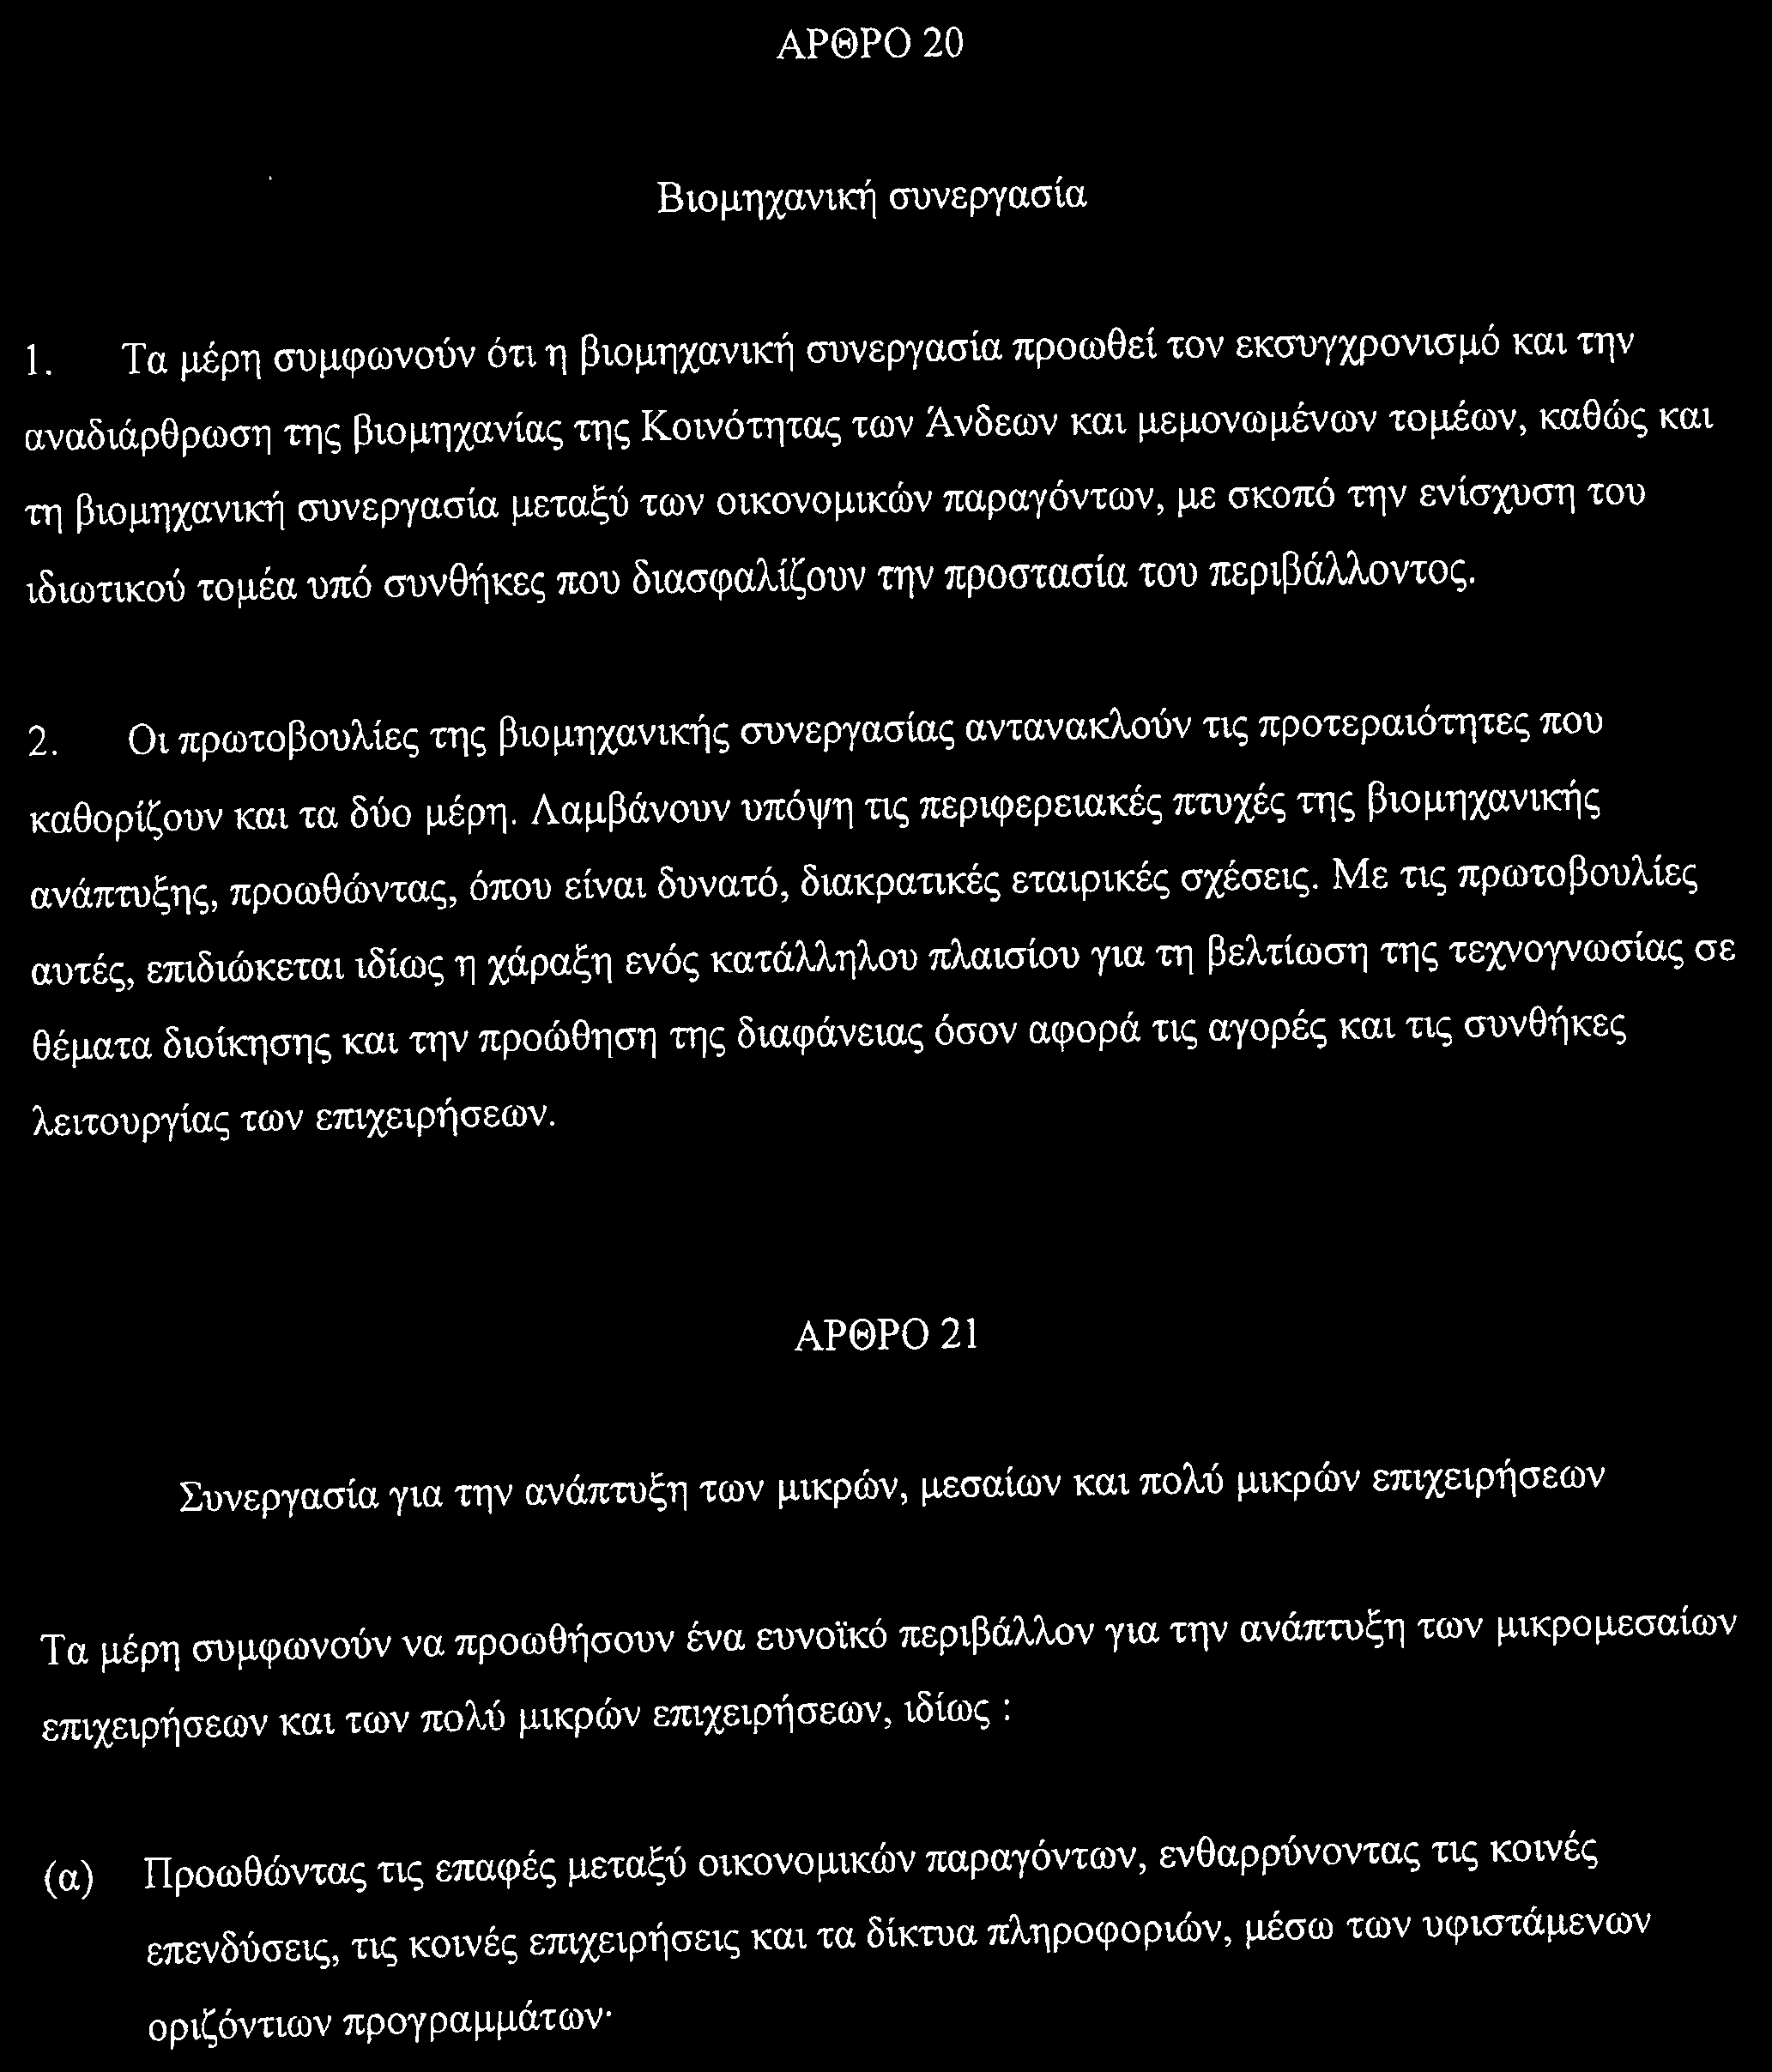 ΑΡΘΡΟ 20
Βιομηχανική συνεργασία
1. Τα μέρη συμφωνούν ότι η βιομηχανική συνεργασία προωθεί τον εκσυγχρονισμό και την
αναδιάρθρωση της βιομηχανίας της Κοινότητας των Άνδεων και μεμονωμένων τομέων, καθώς και
τη βιομηχανική συνεργασία μεταξύ των οικονομικών παραγόντων, με σκοπό την ενίσχυση του
ιδιωτικού τομέα υπό συνθήκες που διασφαλίζουν την προστασία του περιβάλλοντος.
2. Οι πρωτοβουλίες της βιομηχανικής συνεργασίας αντανακλούν τις προτεραιότητες που
καθορίζουν και τα δύο μέρη. Λαμβάνουν υπόψη τις περιφερειακές πτυχές της βιομηχανικής
ανάπτυξης, προωθώντας, όπου είναι δυνατό, διακρατικές εταιρικές σχέσεις. Με τις πρωτοβουλίες
αυτές, επιδιώκεται ιδίως η χάραξη ενός κατάλληλου πλαισίου για τη βελτίωση της τεχνογνωσίας σε
θέματα διοίκησης και την προώθηση της διαφάνειας όσον αφορά τις αγορές και τις συνθήκες
λειτουργίας των επιχειρήσεων.
ΑΡΘΡΟ 21
Συνεργασία για την ανάπτυξη των μικρών, μεσαίων και πολύ μικρών επιχειρήσεων
Τα μέρη συμφωνούν να προωθήσουν ένα ευνοϊκό περιβάλλον για την ανάπτυξη των μικρομεσαίων
επιχειρήσεων και των πολύ μικρών επιχειρήσεων, ιδίως :
(α) Προωθώντας τις επαφές μεταξύ οικονομικών παραγόντων, ενθαρρύνοντας τις κοινές
επενδύσεις, τις κοινές επιχειρήσεις και τα δίκτυα πληροφοριών, μέσω των υφιστάμενων
οριζόντιων προγραμμάτων·